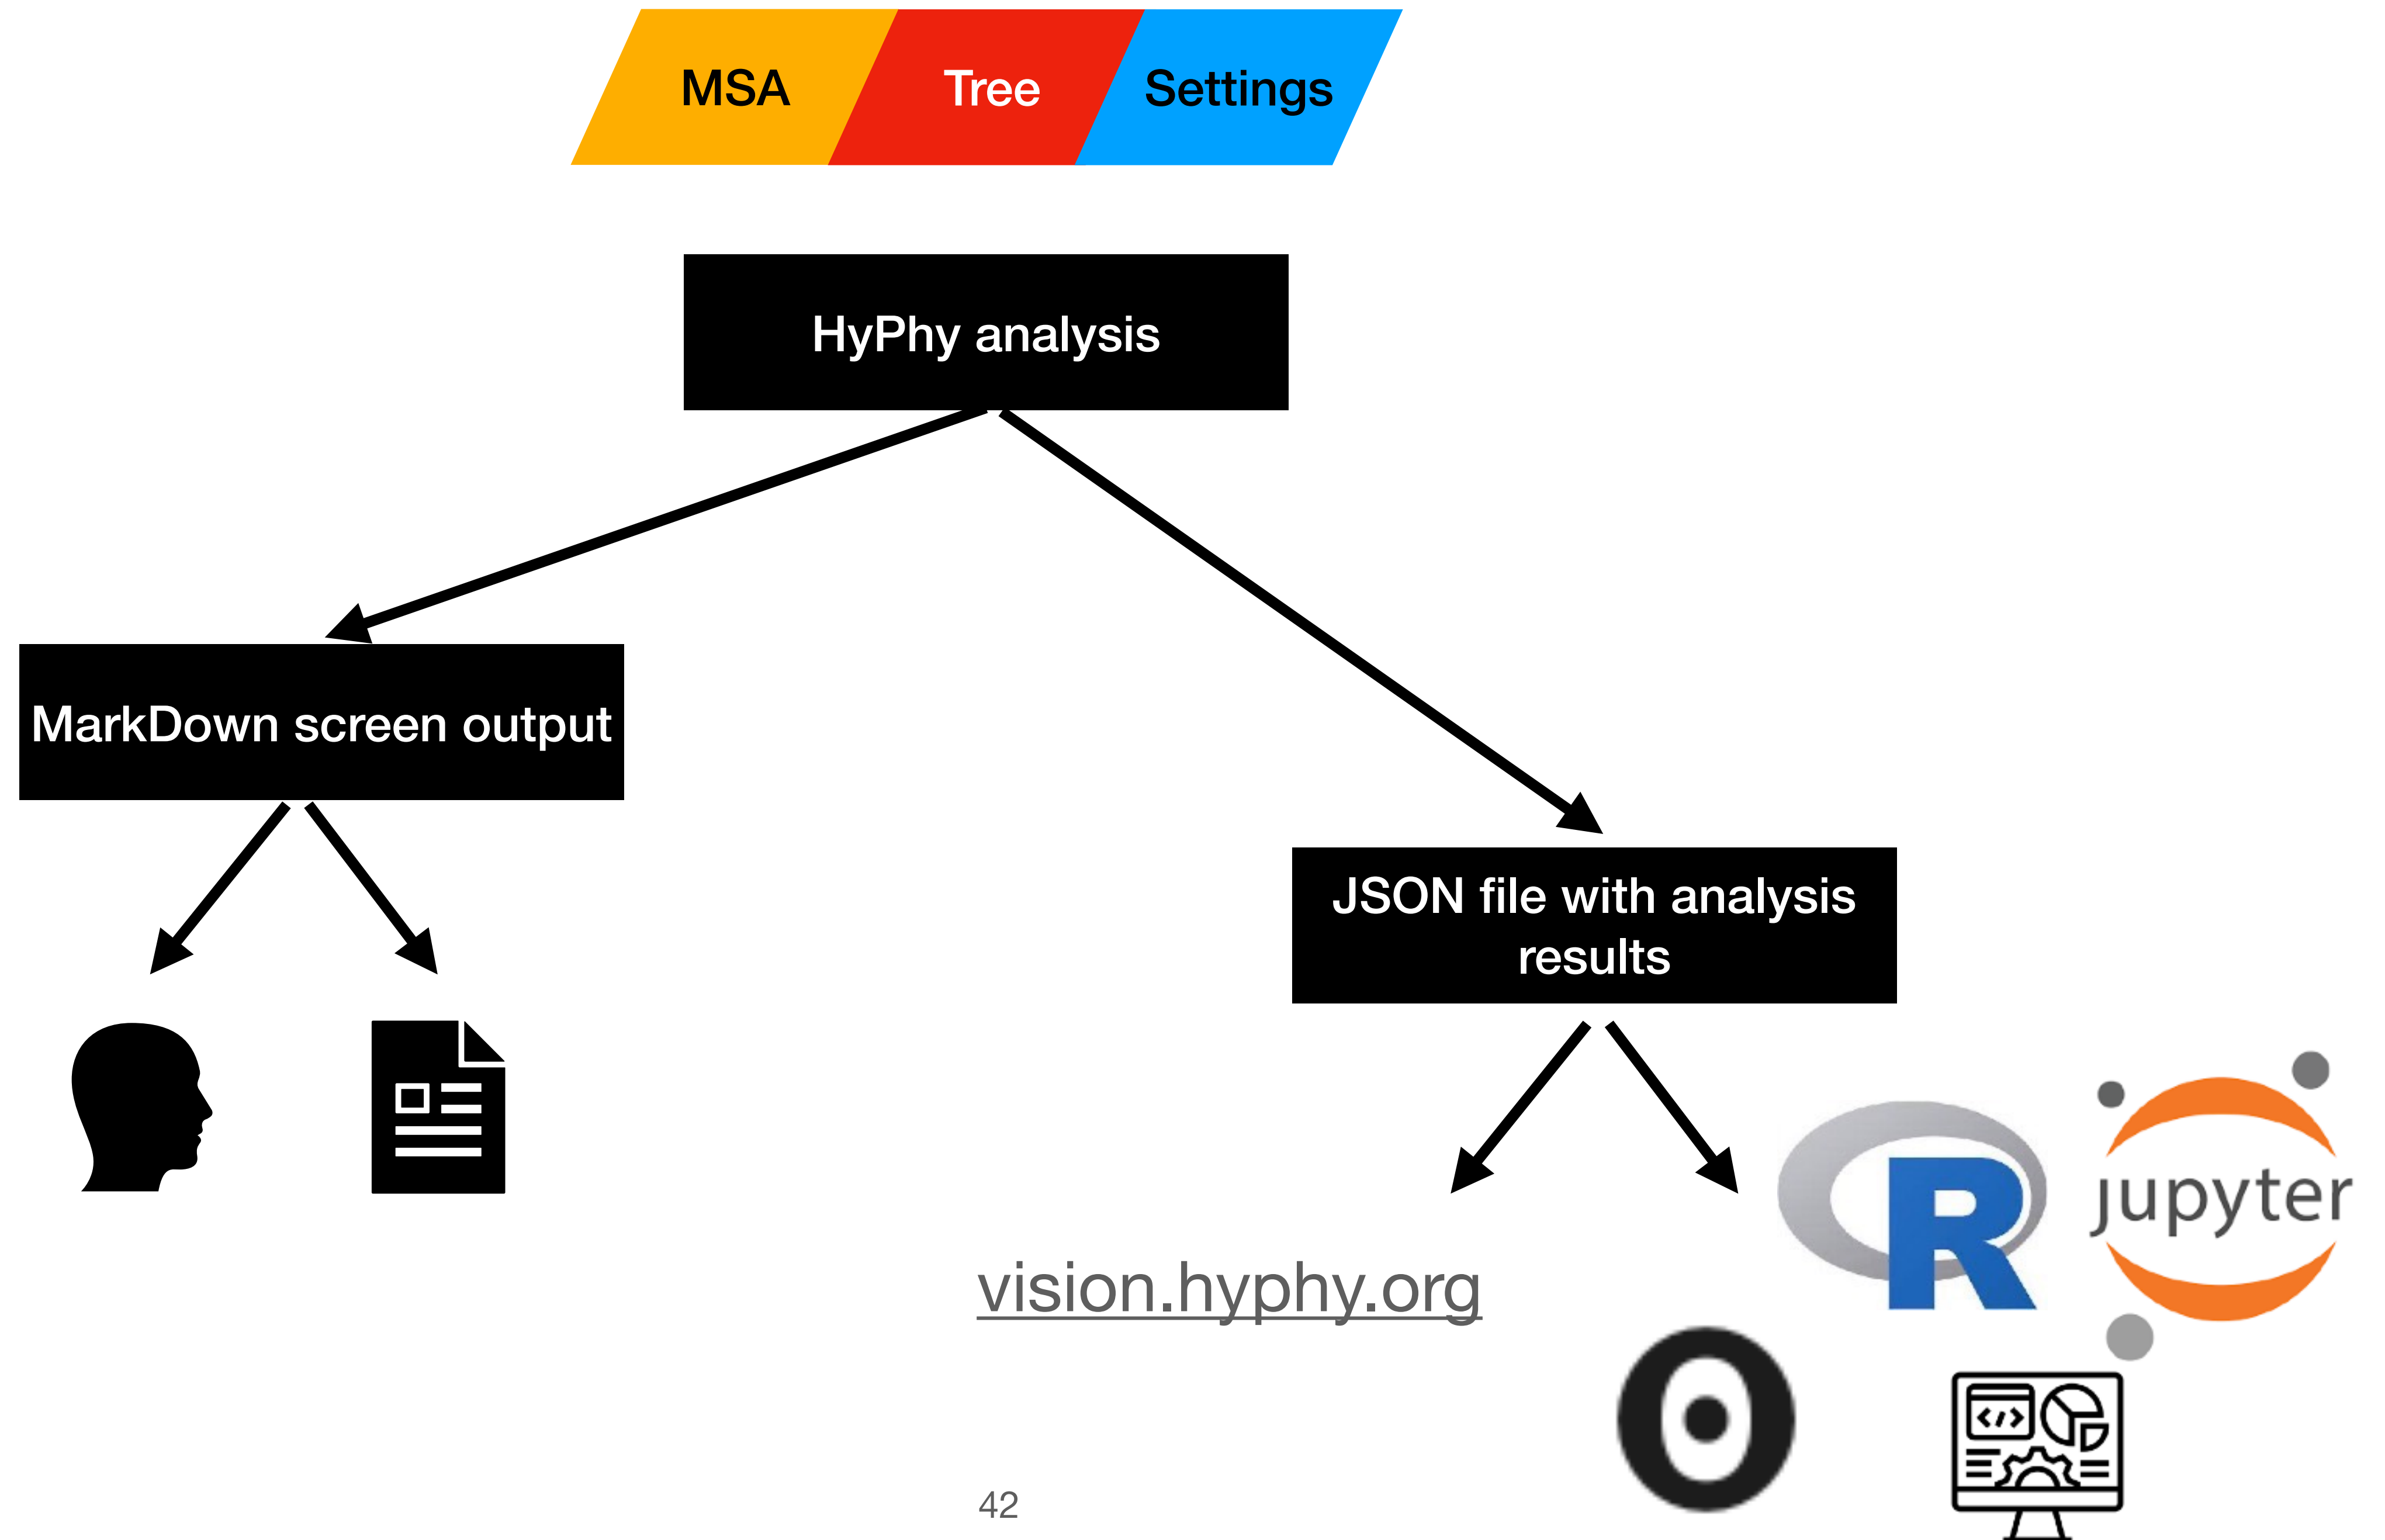 MSA
Tree
Settings
HyPhy analysis
MarkDown screen output
JSON file with analysis
results
R
jupyter
vision.hyphy.org
</>
42